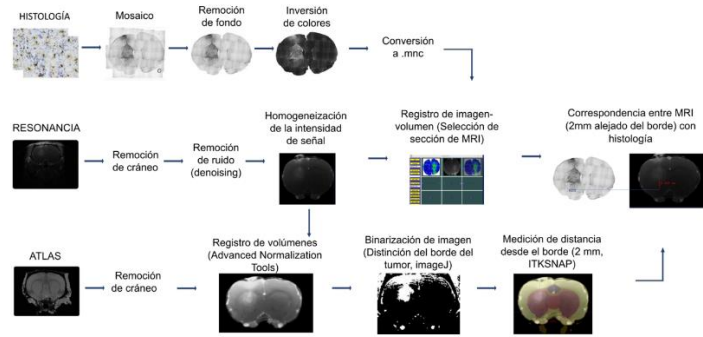 HISTOLOGÍA
Mosaico
Remoción
de fondo
Inversión
de colores
Conversión
a .mnc
RESONANCIA
Remoción
de cráneo
Remoción
de ruido
(denoising)
Homogeneización
de la intensidad
de señal
Registro de imagen-
volumen (Selección de
sección de MRI)
Correspondencia entre MRI
(2mm alejado del borde) con
histología
ATLAS
Remoción
de cráneo
Registro de volúmenes
(Advanced Normalization
Tools)
Binarización de imagen
(Distinción del borde del
tumor, imageJ)
Medición de distancia
desde el borde (2 mm,
ITKSNAP)